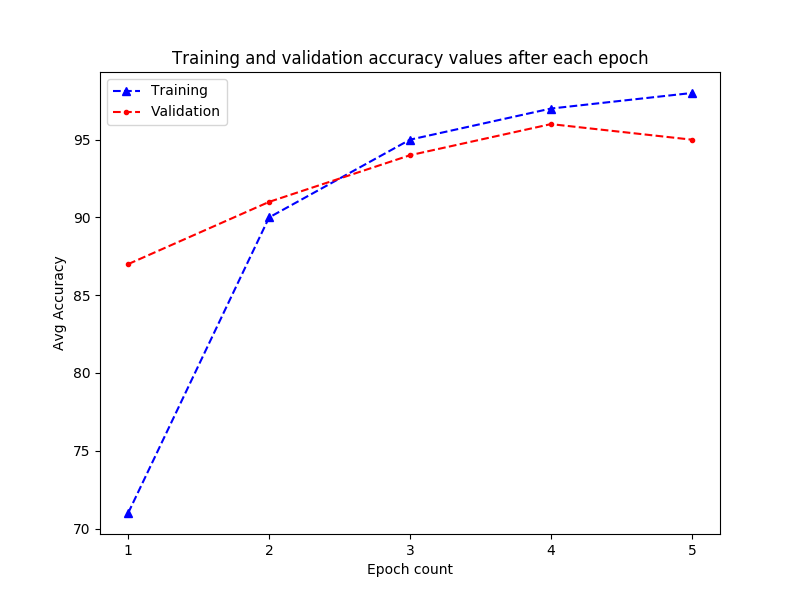 Training and validation accuracy values after each epoch
Training
Validation
95
90
85
80
75
70
Avg Accuracy
1 2 3 4 5
Epoch count